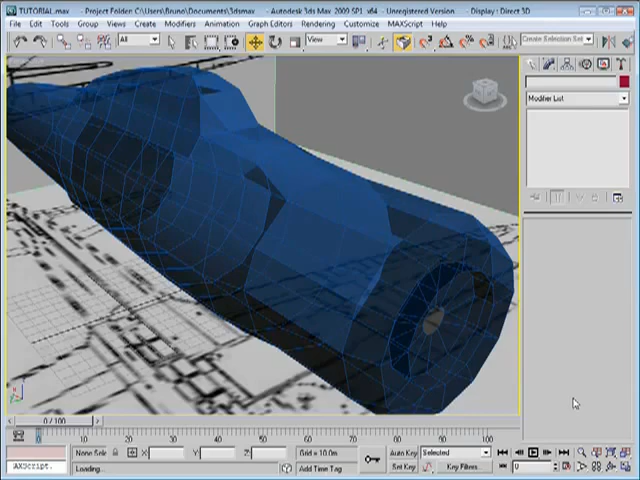 TUTORIAL.max - Project Folder: C:\Bruno\Documents\3dsmax - Autodesk 3ds Max 2009 SP1 x64 - Unregistered Version - Display : Direct 3D
File Edit Tools Group Views Create Modifiers Animation Graph Editors Rendering Customize MAXScript Help
All View Create Selection Set
Modifier List
0 / 100
0 10 20 30 40 50 60 70 80 90 100
None Sele X: Y: Z: Grid = 10.0m Auto Key Selected
AXScript. Loading... Add Time Tag Set Key Key Filters... 0